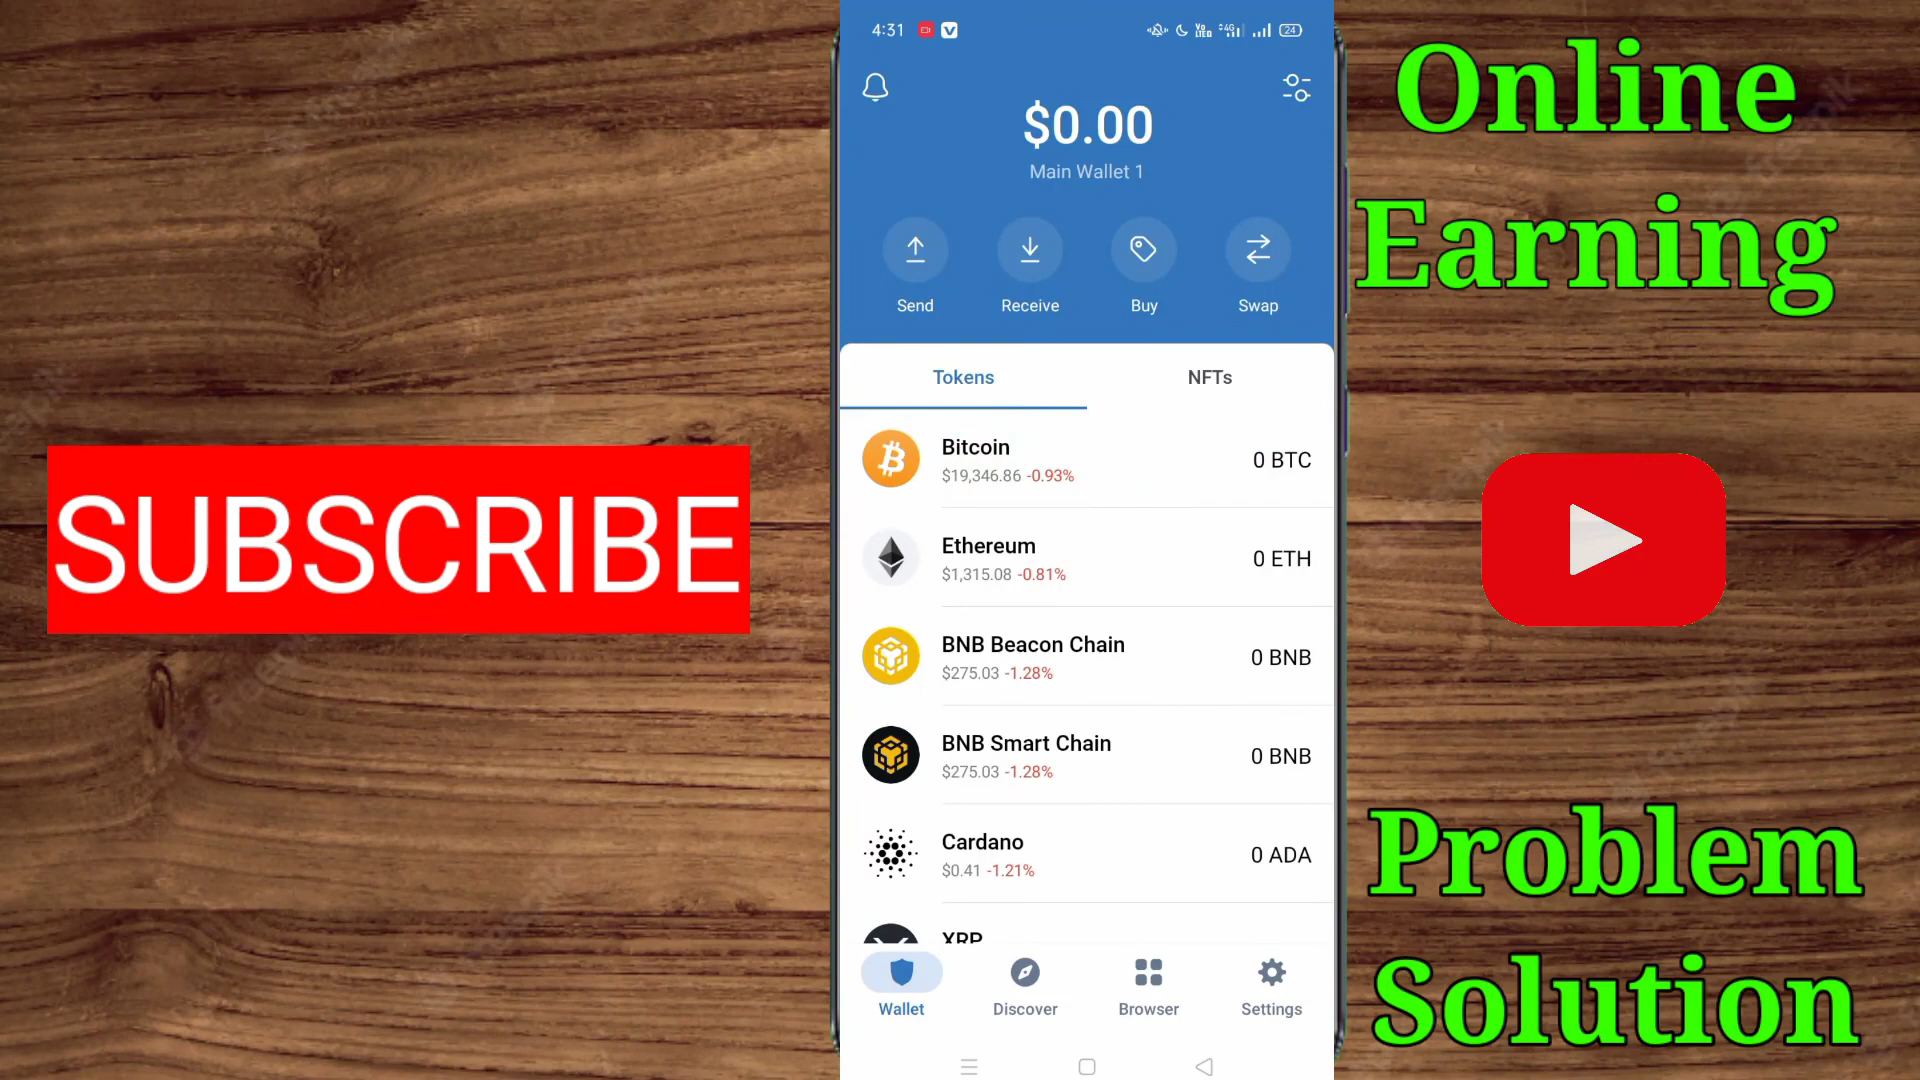 4:31
24
$0.00
Main Wallet 1
Send
Receive
Buy
Swap
Tokens
NFTs
Bitcoin
$19,346.86 -0.93%
0 BTC
Ethereum
$1,315.08 -0.81%
0 ETH
BNB Beacon Chain
$275.03 -1.28%
0 BNB
BNB Smart Chain
$275.03 -1.28%
0 BNB
Cardano
$0.41 -1.21%
0 ADA
XRP
Wallet
Discover
Browser
Settings
SUBSCRIBE
Online
Earning
Problem
Solution